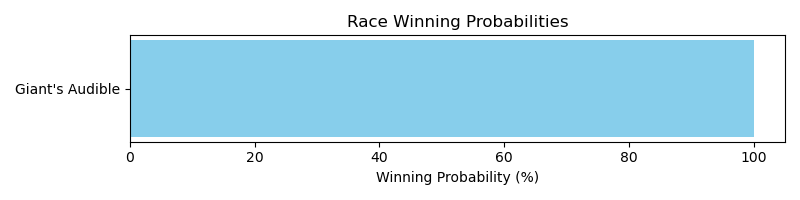 Race Winning Probabilities
Giant's Audible
0 20 40 60 80 100
Winning Probability (%)